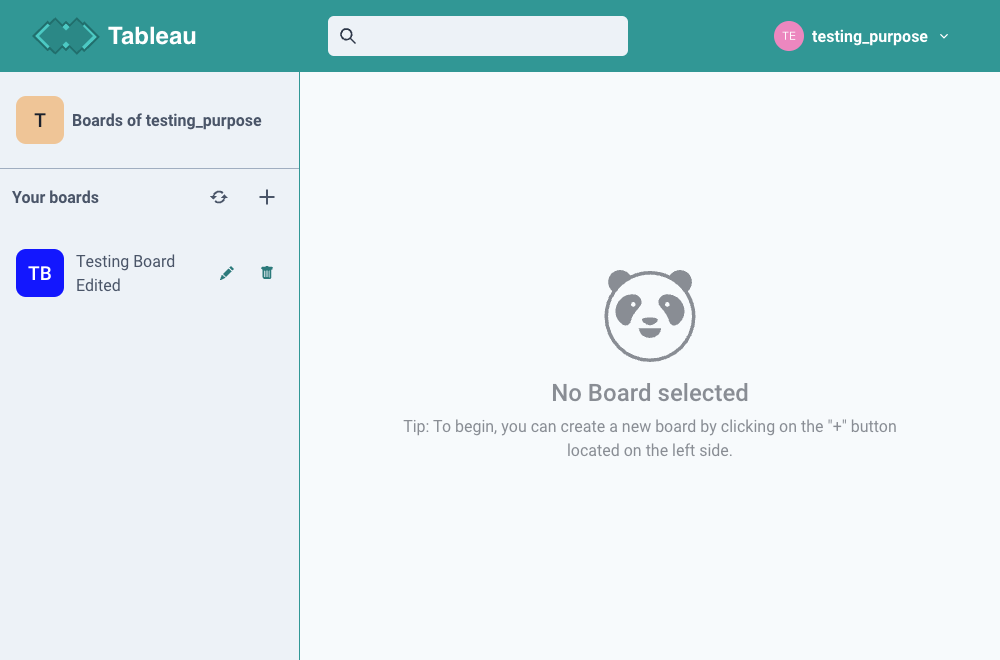 Tableau
TE
testing_purpose
T
Boards of testing_purpose
Your boards
TB
Testing Board
Edited
No Board selected
Tip: To begin, you can create a new board by clicking on the "+" button
located on the left side.